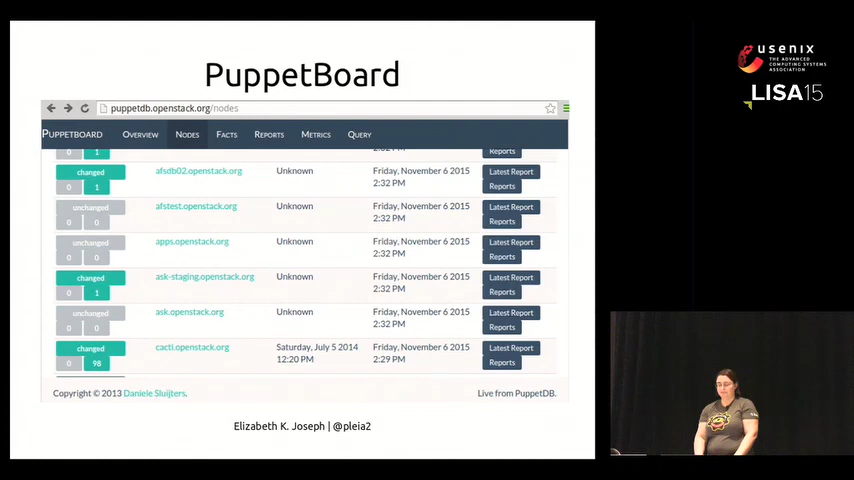 PuppetBoard
puppetdb.openstack.org/nodes
PUPPETBOARD OVERVIEW NODES FACTS REPORTS METRICS QUERY
0 1 2:32 PM Reports
changed afsdb02.openstack.org Unknown Friday, November 6 2015 Latest Report
0 1 2:32 PM Reports
unchanged afstest.openstack.org Unknown Friday, November 6 2015 Latest Report
0 0 2:32 PM Reports
unchanged apps.openstack.org Unknown Friday, November 6 2015 Latest Report
0 0 2:32 PM Reports
changed ask-staging.openstack.org Unknown Friday, November 6 2015 Latest Report
0 1 2:32 PM Reports
unchanged ask.openstack.org Unknown Friday, November 6 2015 Latest Report
0 0 2:32 PM Reports
changed cacti.openstack.org Saturday, July 5 2014 Friday, November 6 2015 Latest Report
0 98 12:20 PM 2:29 PM Reports
Copyright © 2013 Daniele Sluijters. Live from PuppetDB.
Elizabeth K. Joseph | @pleia2
usenix
THE ADVANCED
COMPUTING SYSTEMS
ASSOCIATION
LISA15